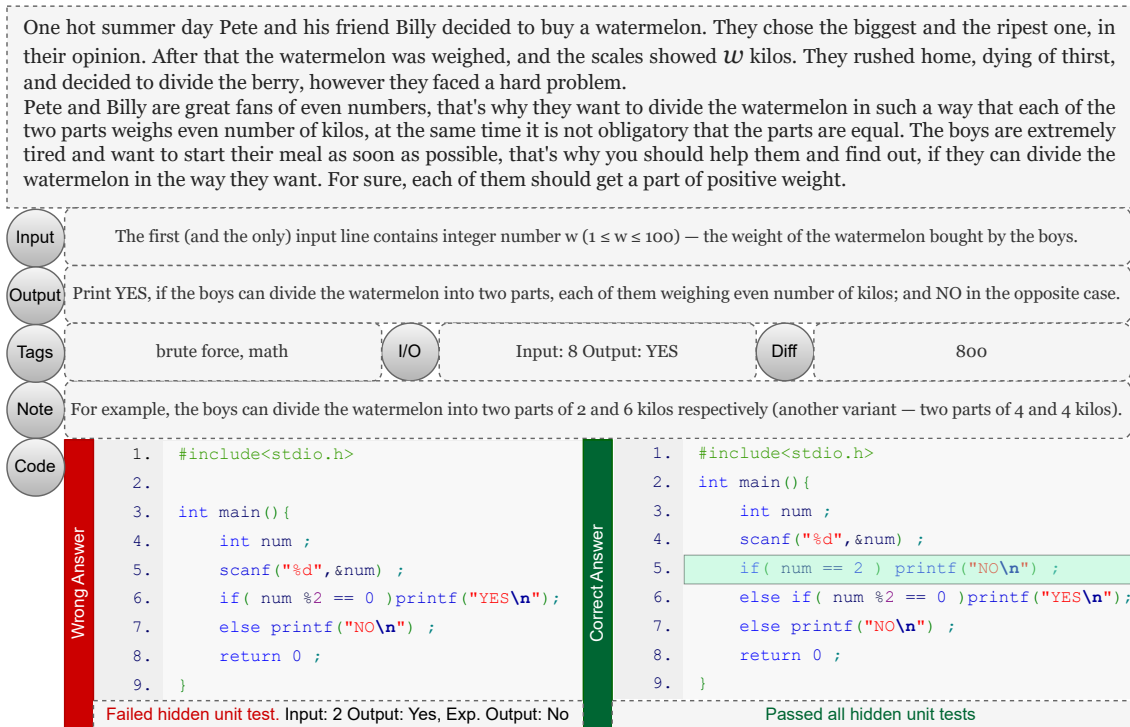 One hot summer day Pete and his friend Billy decided to buy a watermelon. They chose the biggest and the ripest one, in
their opinion. After that the watermelon was weighed, and the scales showed w kilos. They rushed home, dying of thirst,
and decided to divide the berry, however they faced a hard problem.
Pete and Billy are great fans of even numbers, that's why they want to divide the watermelon in such a way that each of the
two parts weighs even number of kilos, at the same time it is not obligatory that the parts are equal. The boys are extremely
tired and want to start their meal as soon as possible, that's why you should help them and find out, if they can divide the
watermelon in the way they want. For sure, each of them should get a part of positive weight.
Input
The first (and the only) input line contains integer number w (1 ≤ w ≤ 100) — the weight of the watermelon bought by the boys.
Output
Print YES, if the boys can divide the watermelon into two parts, each of them weighing even number of kilos; and NO in the opposite case.
Tags
brute force, math
I/O
Input: 8 Output: YES
Diff
800
Note
For example, the boys can divide the watermelon into two parts of 2 and 6 kilos respectively (another variant — two parts of 4 and 4 kilos).
Code
Wrong Answer
1. #include<stdio.h>
2.
3. int main(){
4. int num ;
5. scanf("%d",&num) ;
6. if( num %2 == 0 )printf("YES\n");
7. else printf("NO\n") ;
8. return 0 ;
9. }
Failed hidden unit test. Input: 2 Output: Yes, Exp. Output: No
Correct Answer
1. #include<stdio.h>
2. int main(){
3. int num ;
4. scanf("%d",&num) ;
5. if( num == 2 ) printf("NO\n") ;
6. else if( num %2 == 0 )printf("YES\n");
7. else printf("NO\n") ;
8. return 0 ;
9. }
Passed all hidden unit tests